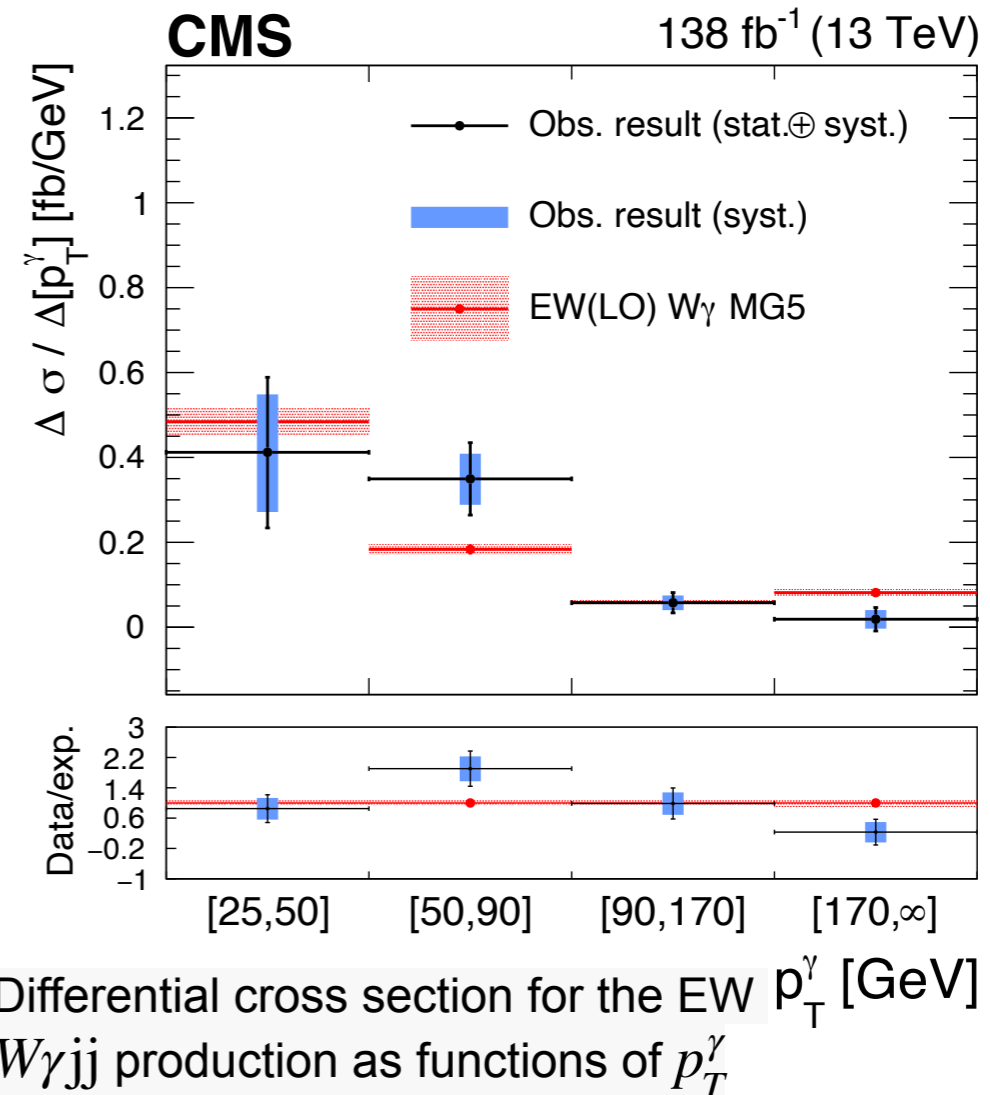 CMS 138 fb⁻¹ (13 TeV)
Δ σ / Δ[p_T^γ] [fb/GeV]
1.2
1
0.8
0.6
0.4
0.2
0
Obs. result (stat.⊕ syst.)
Obs. result (syst.)
EW(LO) Wγ MG5
Data/exp.
3
2.2
1.4
0.6
−0.2
−1
[25,50] [50,90] [90,170] [170,∞]
p_T^γ [GeV]
Differential cross section for the EW
Wγjj production as functions of p_T^γ